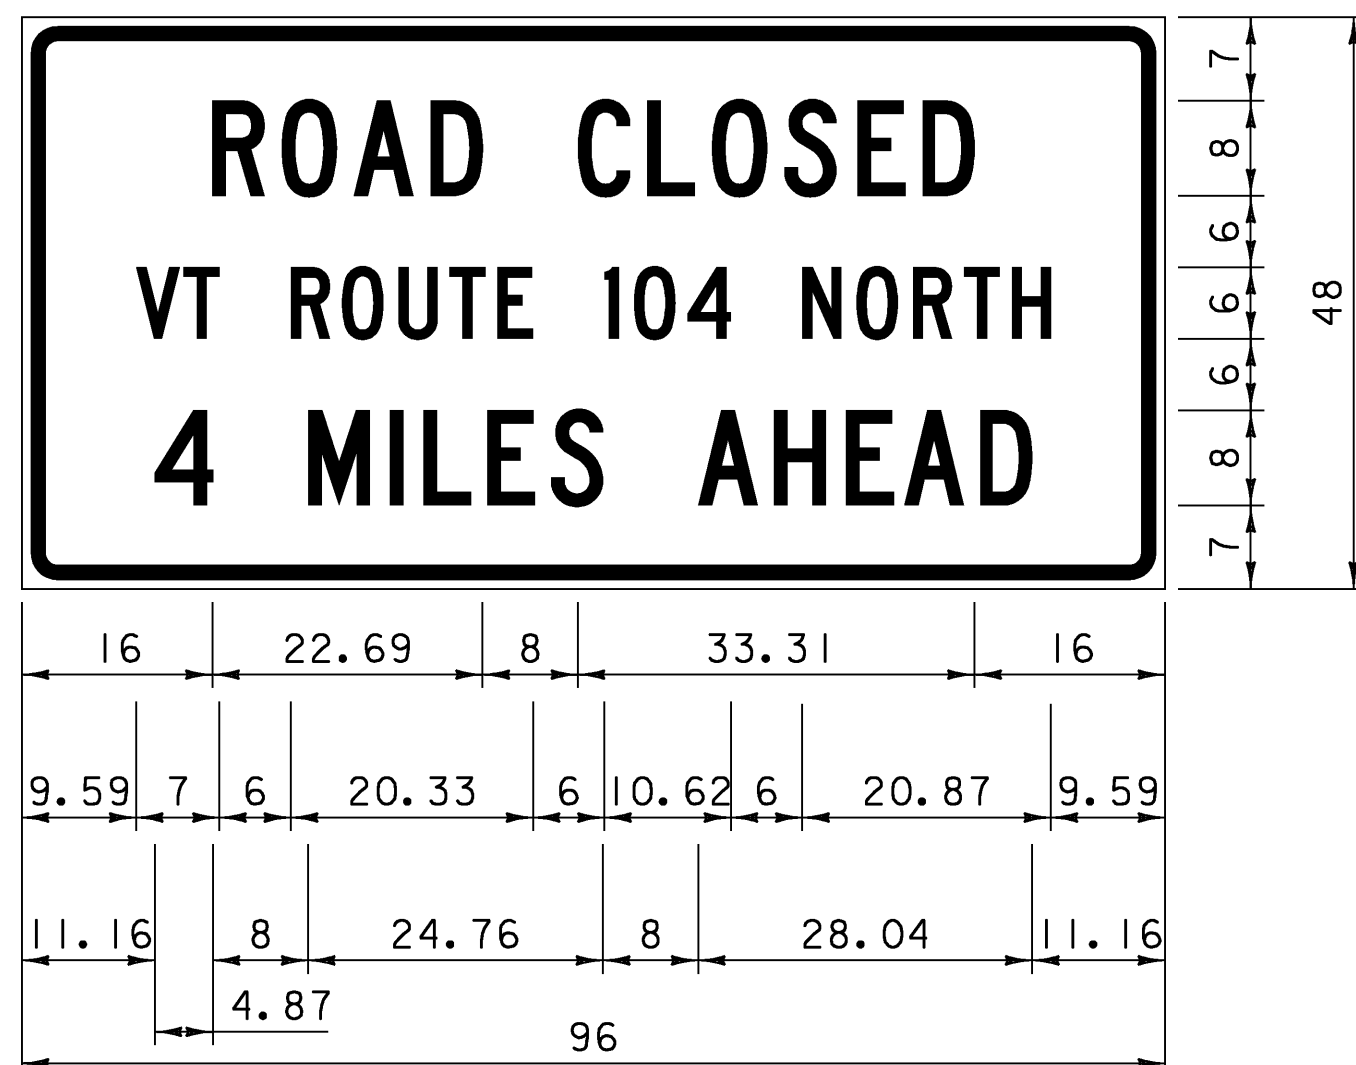 ROAD CLOSED
VT ROUTE 104 NORTH
4 MILES AHEAD
7
8
6
6
6
8
7
48
16 22.69 8 33.31 16
9.59 7 6 20.33 6 10.62 6 20.87 9.59
11.16 8 24.76 8 28.04 11.16
4.87
96